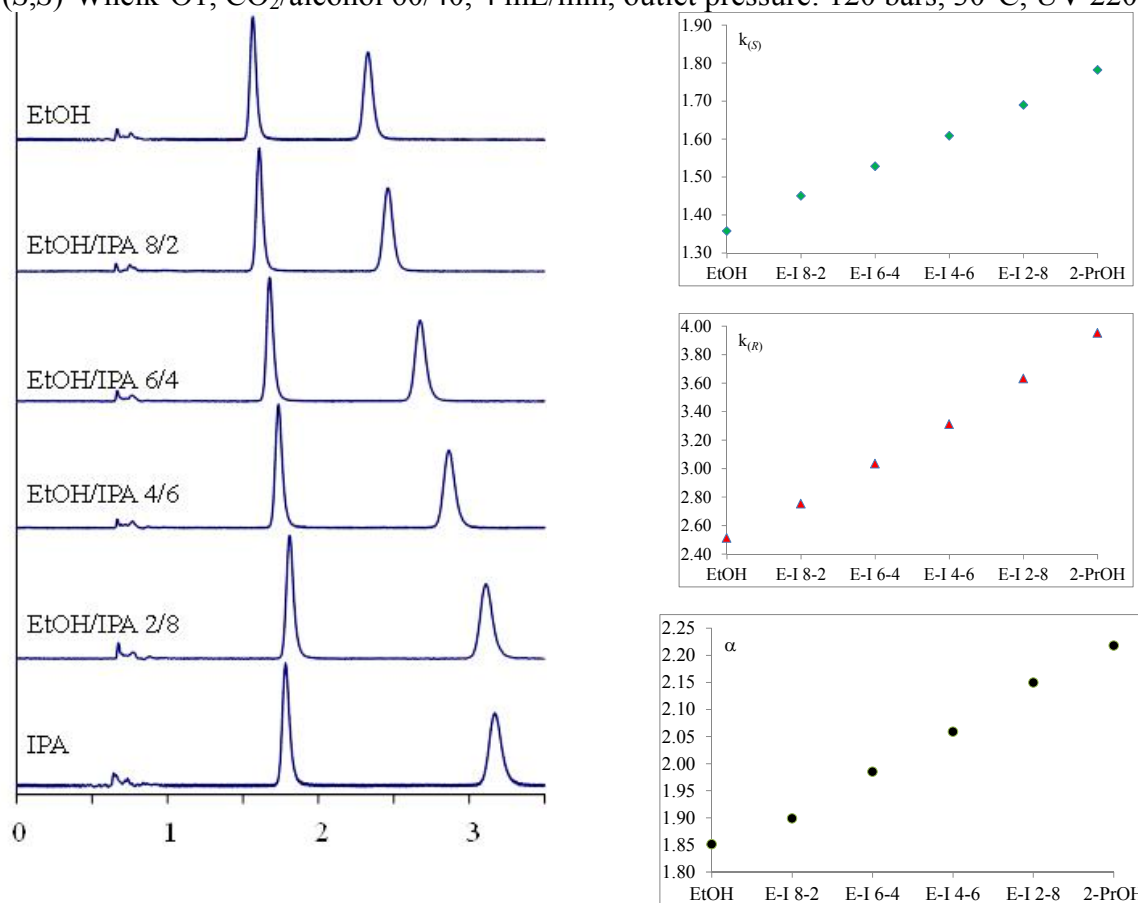 (S,S)-Whelk-O1, CO2/alcohol 60/40, 4 mL/min, outlet pressure: 120 bars, 30°C, UV 220
EtOH
EtOH/IPA 8/2
EtOH/IPA 6/4
EtOH/IPA 4/6
EtOH/IPA 2/8
IPA
0 1 2 3
k(S)
1.90
1.80
1.70
1.60
1.50
1.40
1.30
EtOH E-I 8-2 E-I 6-4 E-I 4-6 E-I 2-8 2-PrOH
k(R)
4.00
3.80
3.60
3.40
3.20
3.00
2.80
2.60
2.40
EtOH E-I 8-2 E-I 6-4 E-I 4-6 E-I 2-8 2-PrOH
α
2.25
2.20
2.15
2.10
2.05
2.00
1.95
1.90
1.85
1.80
EtOH E-I 8-2 E-I 6-4 E-I 4-6 E-I 2-8 2-PrOH